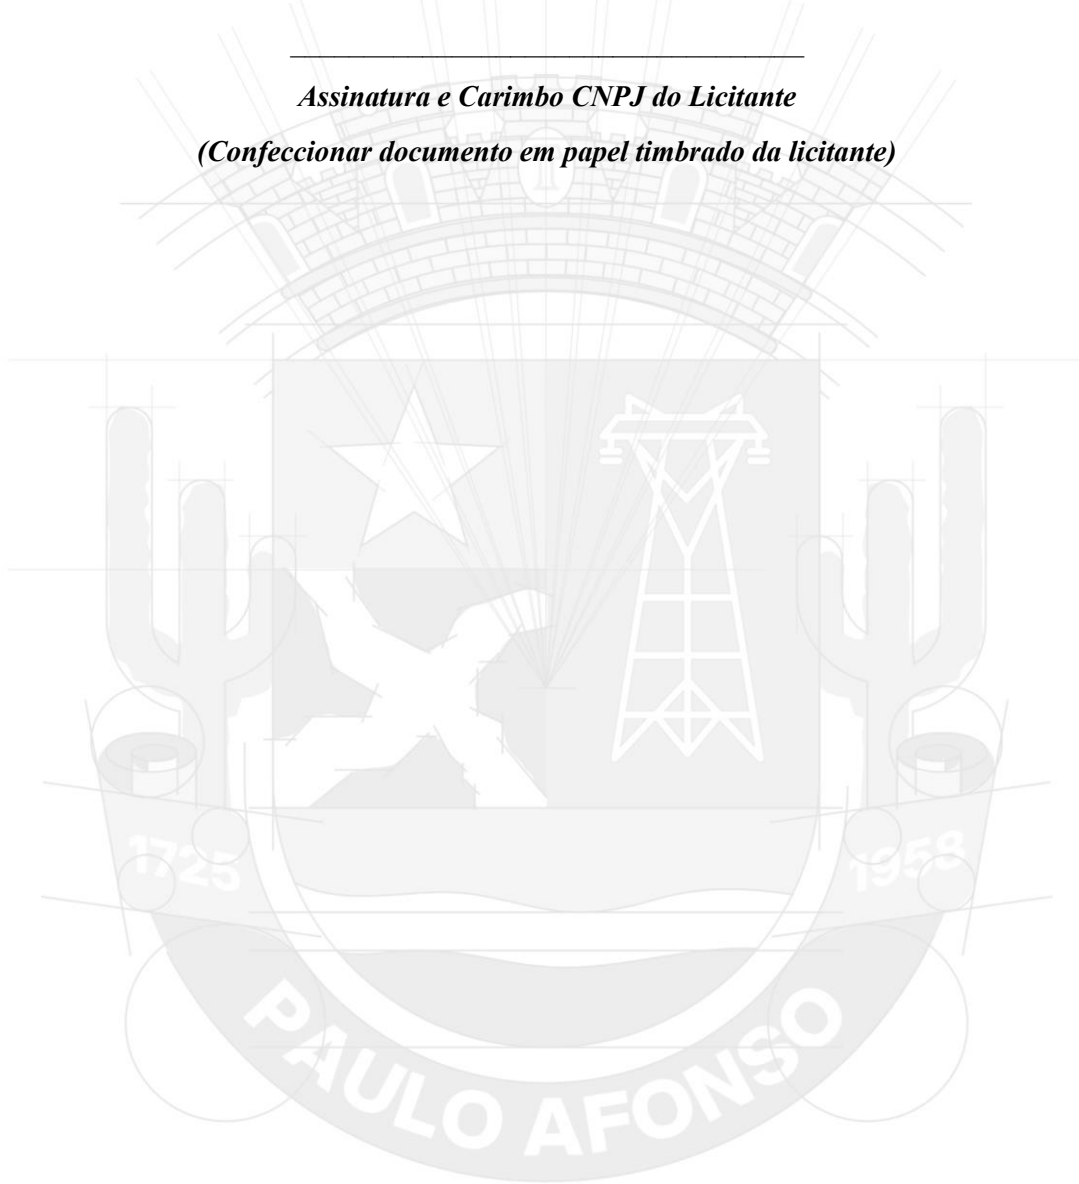 Assinatura e Carimbo CNPJ do Licitante
(Confeccionar documento em papel timbrado da licitante)
1725
1958
PAULO AFONSO